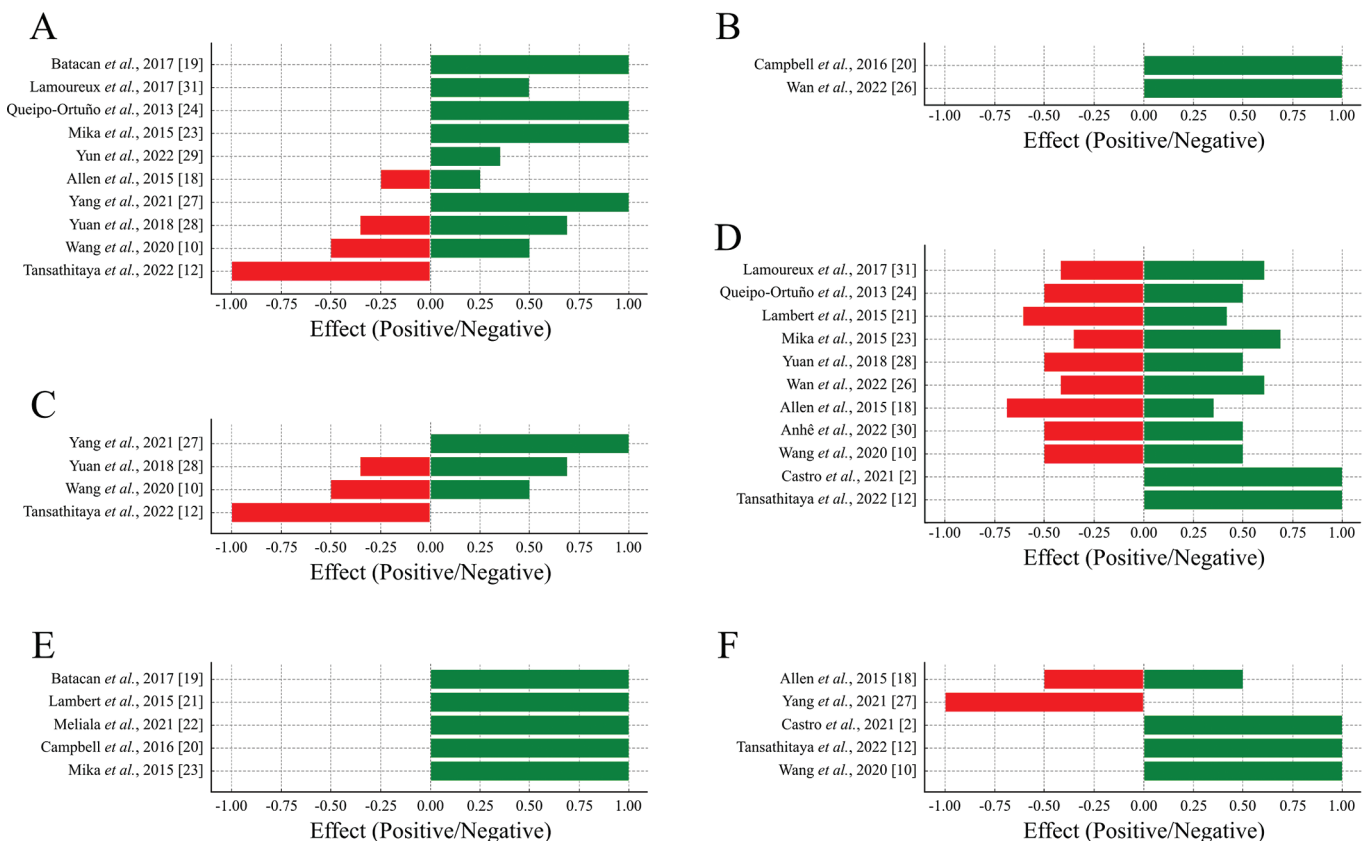 A
Batacan et al., 2017 [19]
Lamoureux et al., 2017 [31]
Queipo-Ortuño et al., 2013 [24]
Mika et al., 2015 [23]
Yun et al., 2022 [29]
Allen et al., 2015 [18]
Yang et al., 2021 [27]
Yuan et al., 2018 [28]
Wang et al., 2020 [10]
Tansathitaya et al., 2022 [12]
-1.00 -0.75 -0.50 -0.25 0.00 0.25 0.50 0.75 1.00
Effect (Positive/Negative)
B
Campbell et al., 2016 [20]
Wan et al., 2022 [26]
-1.00 -0.75 -0.50 -0.25 0.00 0.25 0.50 0.75 1.00
Effect (Positive/Negative)
C
Yang et al., 2021 [27]
Yuan et al., 2018 [28]
Wang et al., 2020 [10]
Tansathitaya et al., 2022 [12]
-1.00 -0.75 -0.50 -0.25 0.00 0.25 0.50 0.75 1.00
Effect (Positive/Negative)
D
Lamoureux et al., 2017 [31]
Queipo-Ortuño et al., 2013 [24]
Lambert et al., 2015 [21]
Mika et al., 2015 [23]
Yuan et al., 2018 [28]
Wan et al., 2022 [26]
Allen et al., 2015 [18]
Anhê et al., 2022 [30]
Wang et al., 2020 [10]
Castro et al., 2021 [2]
Tansathitaya et al., 2022 [12]
-1.00 -0.75 -0.50 -0.25 0.00 0.25 0.50 0.75 1.00
Effect (Positive/Negative)
E
Batacan et al., 2017 [19]
Lambert et al., 2015 [21]
Meliala et al., 2021 [22]
Campbell et al., 2016 [20]
Mika et al., 2015 [23]
-1.00 -0.75 -0.50 -0.25 0.00 0.25 0.50 0.75 1.00
Effect (Positive/Negative)
F
Allen et al., 2015 [18]
Yang et al., 2021 [27]
Castro et al., 2021 [2]
Tansathitaya et al., 2022 [12]
Wang et al., 2020 [10]
-1.00 -0.75 -0.50 -0.25 0.00 0.25 0.50 0.75 1.00
Effect (Positive/Negative)